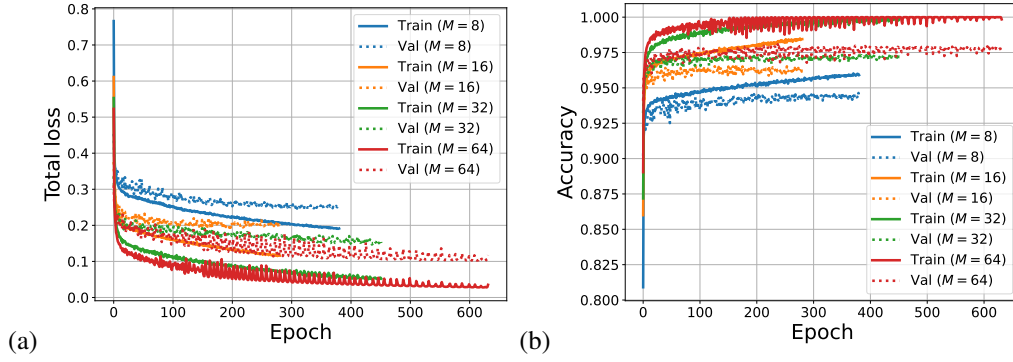 0.8
0.7
0.6
0.5
0.4
0.3
0.2
0.1
0.0
Total loss
Train (M = 8)
Val (M = 8)
Train (M = 16)
Val (M = 16)
Train (M = 32)
Val (M = 32)
Train (M = 64)
Val (M = 64)
0 100 200 300 400 500 600
Epoch
(a)
1.000
0.975
0.950
0.925
0.900
0.875
0.850
0.825
0.800
Accuracy
Train (M = 8)
Val (M = 8)
Train (M = 16)
Val (M = 16)
Train (M = 32)
Val (M = 32)
Train (M = 64)
Val (M = 64)
0 100 200 300 400 500 600
Epoch
(b)